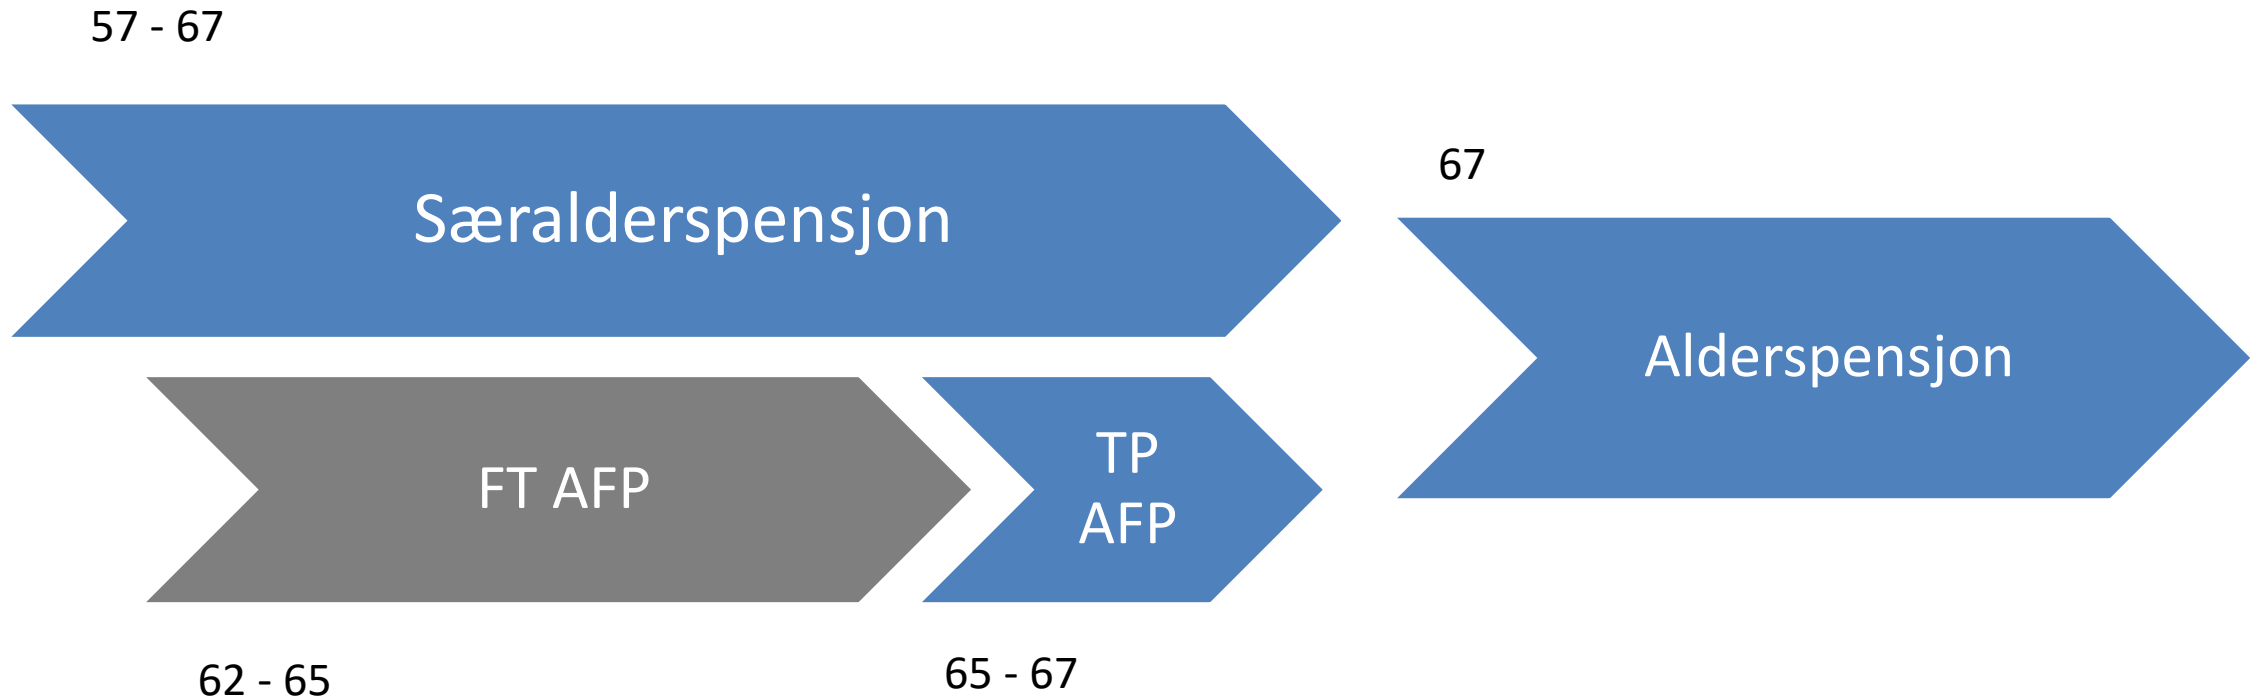 57 - 67
Særalderspensjon
67
Alderspensjon
FT AFP
TP
AFP
62 - 65
65 - 67